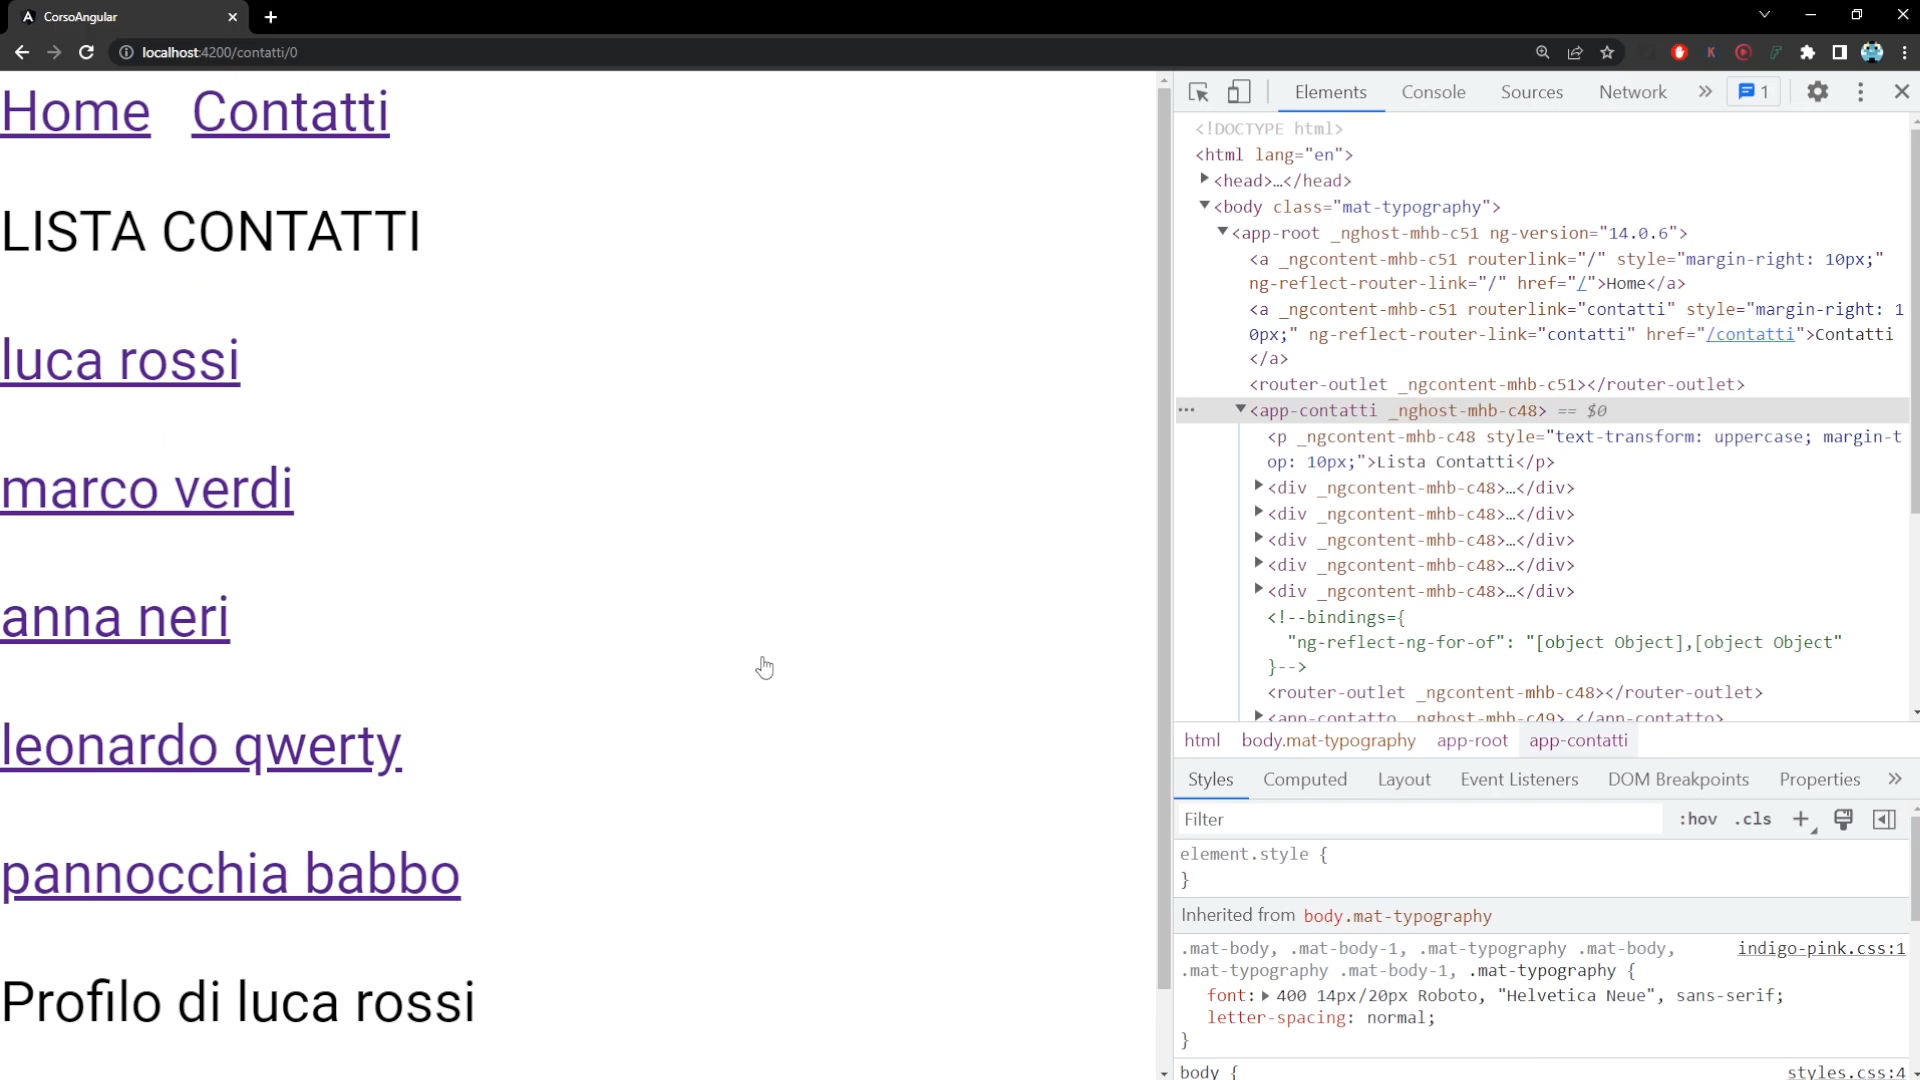 CorsoAngular
localhost:4200/contatti/0
Home Contatti
LISTA CONTATTI
luca rossi
marco verdi
anna neri
leonardo qwerty
pannocchia babbo
Profilo di luca rossi
Elements Console Sources Network » 1
<!DOCTYPE html>
<html lang="en">
<head>…</head>
<body class="mat-typography">
<app-root _nghost-mhb-c51 ng-version="14.0.6">
<a _ngcontent-mhb-c51 routerlink="/" style="margin-right: 10px;"
ng-reflect-router-link="/" href="/">Home</a>
<a _ngcontent-mhb-c51 routerlink="contatti" style="margin-right: 1
0px;" ng-reflect-router-link="contatti" href="/contatti">Contatti
</a>
<router-outlet _ngcontent-mhb-c51></router-outlet>
<app-contatti _nghost-mhb-c48> == $0
<p _ngcontent-mhb-c48 style="text-transform: uppercase; margin-t
op: 10px;">Lista Contatti</p>
<div _ngcontent-mhb-c48>…</div>
<div _ngcontent-mhb-c48>…</div>
<div _ngcontent-mhb-c48>…</div>
<div _ngcontent-mhb-c48>…</div>
<div _ngcontent-mhb-c48>…</div>
<!--bindings={
"ng-reflect-ng-for-of": "[object Object],[object Object"
}-->
<router-outlet _ngcontent-mhb-c48></router-outlet>
<app-contatto _nghost-mhb-c49> </app-contatto>
html body.mat-typography app-root app-contatti
Styles Computed Layout Event Listeners DOM Breakpoints Properties »
Filter :hov .cls
element.style {
}
Inherited from body.mat-typography
.mat-body, .mat-body-1, .mat-typography .mat-body, indigo-pink.css:1
.mat-typography .mat-body-1, .mat-typography {
font: 400 14px/20px Roboto, "Helvetica Neue", sans-serif;
letter-spacing: normal;
}
body { styles.css:4